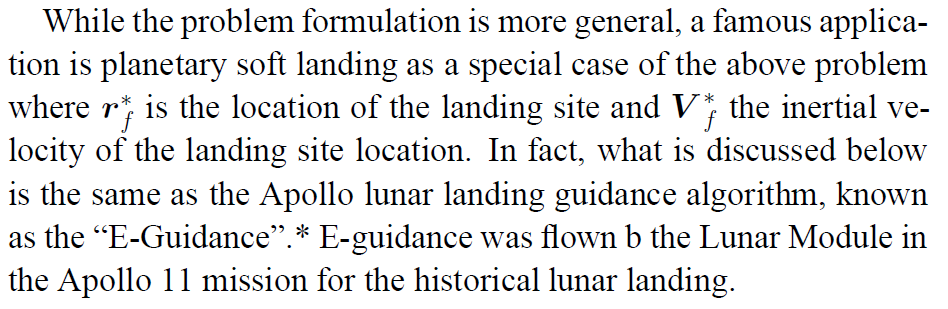 While the problem formulation is more general, a famous applica-
tion is planetary soft landing as a special case of the above problem
where r*_f is the location of the landing site and V*_f the inertial ve-
locity of the landing site location. In fact, what is discussed below
is the same as the Apollo lunar landing guidance algorithm, known
as the “E-Guidance”.* E-guidance was flown b the Lunar Module in
the Apollo 11 mission for the historical lunar landing.